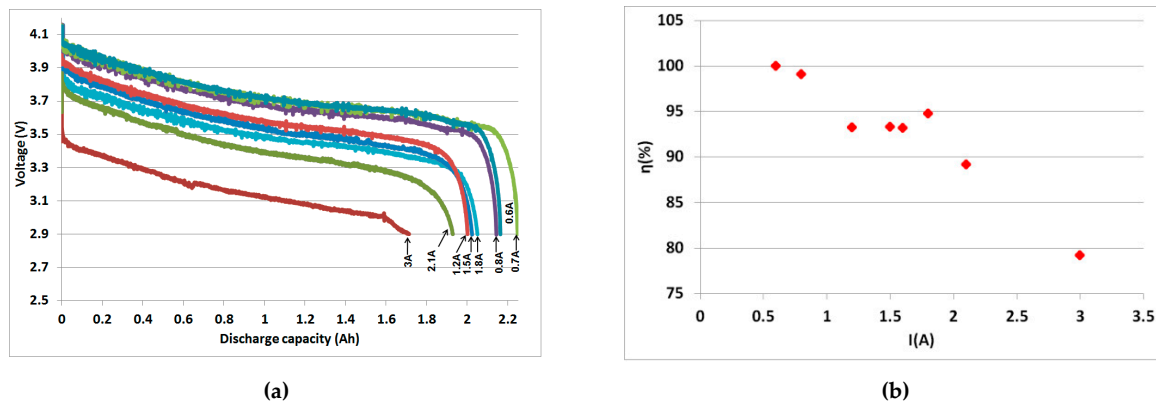 4.1
3.9
3.7
3.5
3.3
3.1
2.9
2.7
2.5
Voltage (V)
3A
2.1A
1.2A
1.5A
1.8A
0.8A
0.6A
0.7A
0
0.2
0.4
0.6
0.8
1
1.2
1.4
1.6
1.8
2
2.2
Discharge capacity (Ah)
(a)
105
100
95
90
85
80
75
η(%)
0
0.5
1
1.5
2
2.5
3
3.5
I(A)
(b)